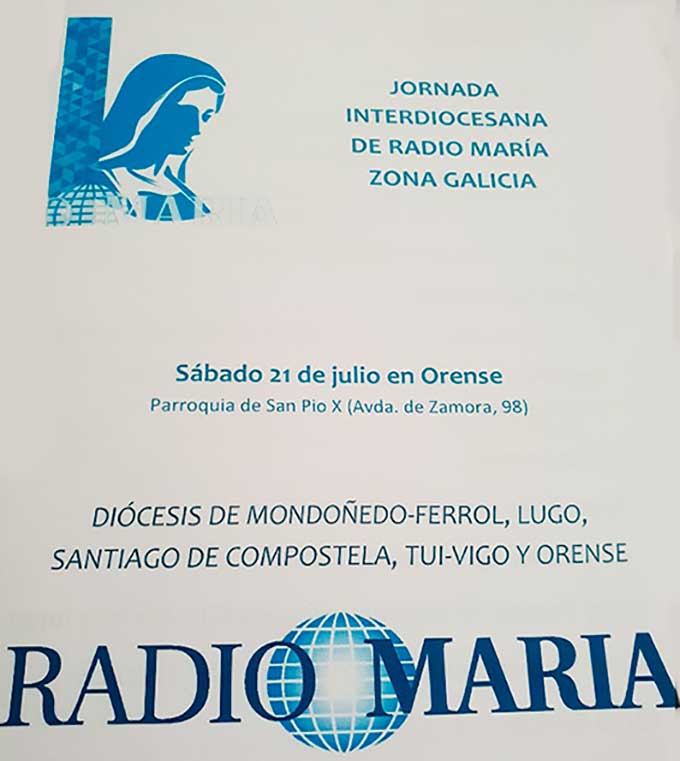 JORNADA
INTERDIOCESANA
DE RADIO MARÍA
ZONA GALICIA
Sábado 21 de julio en Orense
Parroquia de San Pio X (Avda. de Zamora, 98)
DIÓCESIS DE MONDOÑEDO-FERROL, LUGO,
SANTIAGO DE COMPOSTELA, TUI-VIGO Y ORENSE
RADIO MARIA